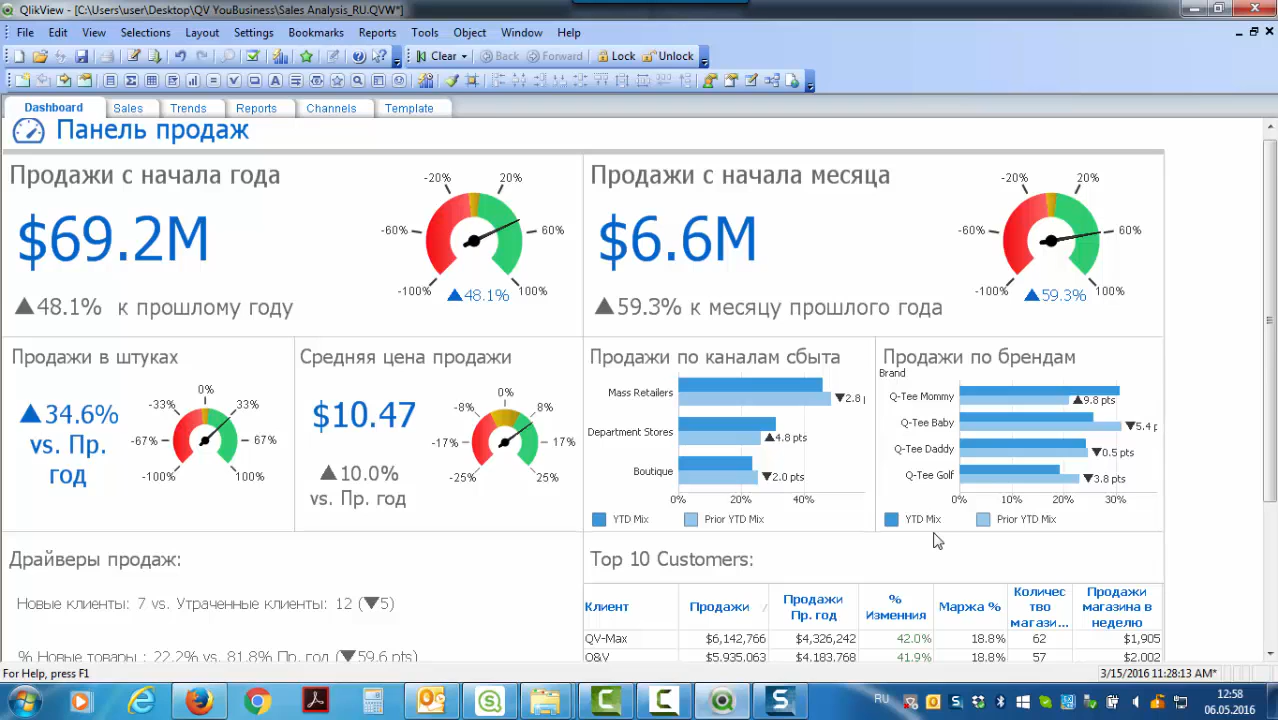 QlikView - [C:\Users\user\Desktop\QV YouBusiness\Sales Analysis_RU.QVW*]
File Edit View Selections Layout Settings Bookmarks Reports Tools Object Window Help
Clear Back Forward Lock Unlock
Dashboard Sales Trends Reports Channels Template
Панель продаж
Продажи с начала года
$69.2M
▲48.1% к прошлому году
-100% -60% -20% 20% 60% 100%
▲48.1%
Продажи с начала месяца
$6.6M
▲59.3% к месяцу прошлого года
-100% -60% -20% 20% 60% 100%
▲59.3%
Продажи в штуках
▲34.6%
vs. Пр.
год
-100% -67% -33% 0% 33% 67% 100%
Средняя цена продажи
$10.47
▲10.0%
vs. Пр. год
-25% -17% -8% 0% 8% 17% 25%
Продажи по каналам сбыта
Mass Retailers ▼2.8 p
Department Stores ▲4.8 pts
Boutique ▼2.0 pts
0% 20% 40%
YTD Mix Prior YTD Mix
Продажи по брендам
Brand
Q-Tee Mommy ▲9.8 pts
Q-Tee Baby ▼5.4 p
Q-Tee Daddy ▼0.5 pts
Q-Tee Golf ▼3.8 pts
0% 10% 20% 30%
YTD Mix Prior YTD Mix
Драйверы продаж:
Новые клиенты: 7 vs. Утраченные клиенты: 12 (▼5)
% Новые товары : 22.2% vs. 81.8% Пр. год (▼59.6 pts)
Top 10 Customers:
Клиент Продажи Продажи Пр. год % Изменния Маржа % Количес тво магази... Продажи магазина в неделю
QV-Max $6,142,766 $4,326,242 42.0% 18.8% 62 $1,905
O&V $5,935,063 $4,183,768 41.9% 18.8% 57 $2,002
For Help, press F1
3/15/2016 11:28:13 AM*
RU
12:58
06.05.2016